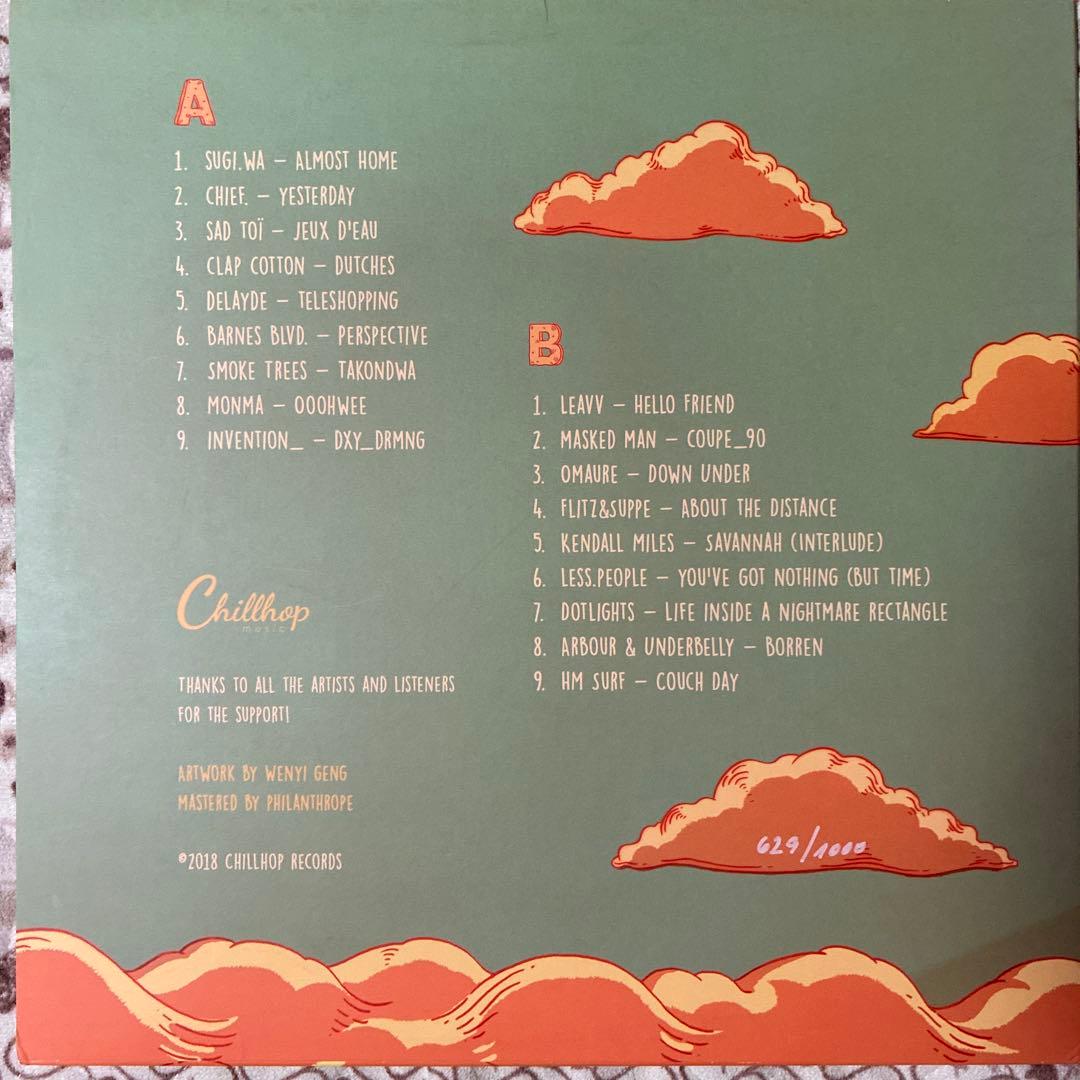 A
1. SUGI.WA – ALMOST HOME
2. CHIEF. – YESTERDAY
3. SAD TOÏ – JEUX D'EAU
4. CLAP COTTON – DUTCHES
5. DELAYDE – TELESHOPPING
6. BARNES BLVD. – PERSPECTIVE
7. SMOKE TREES – TAKONDWA
8. MONMA – OOOHWEE
9. INVENTION_ – DXY_DRMNG
B
1. LEAVV – HELLO FRIEND
2. MASKED MAN – COUPE_90
3. OMAURE – DOWN UNDER
4. FLITZ&SUPPE – ABOUT THE DISTANCE
5. KENDALL MILES – SAVANNAH (INTERLUDE)
6. LESS.PEOPLE – YOU'VE GOT NOTHING (BUT TIME)
7. DOTLIGHTS – LIFE INSIDE A NIGHTMARE RECTANGLE
8. ARBOUR & UNDERBELLY – BORREN
9. HM SURF – COUCH DAY
Chillhop
music
THANKS TO ALL THE ARTISTS AND LISTENERS
FOR THE SUPPORT!
ARTWORK BY WENYI GENG
MASTERED BY PHILANTHROPE
©2018 CHILLHOP RECORDS
629/1000